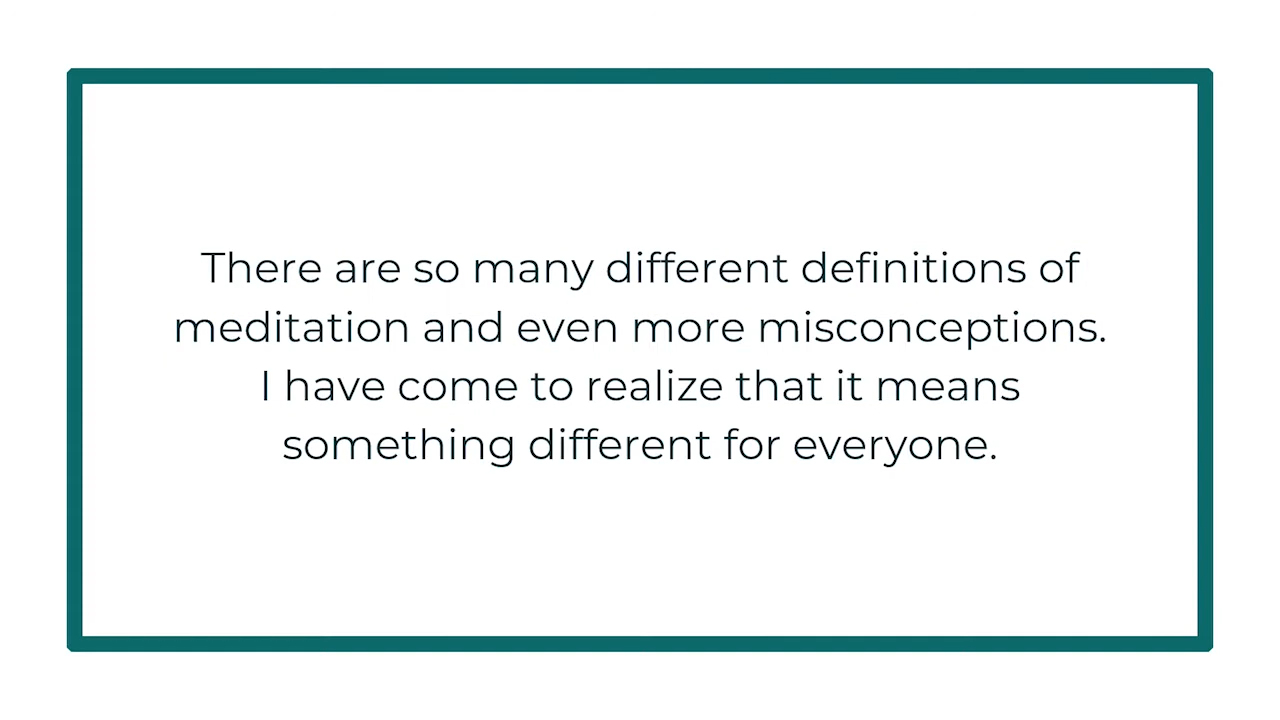 There are so many different definitions of
meditation and even more misconceptions.
I have come to realize that it means
something different for everyone.